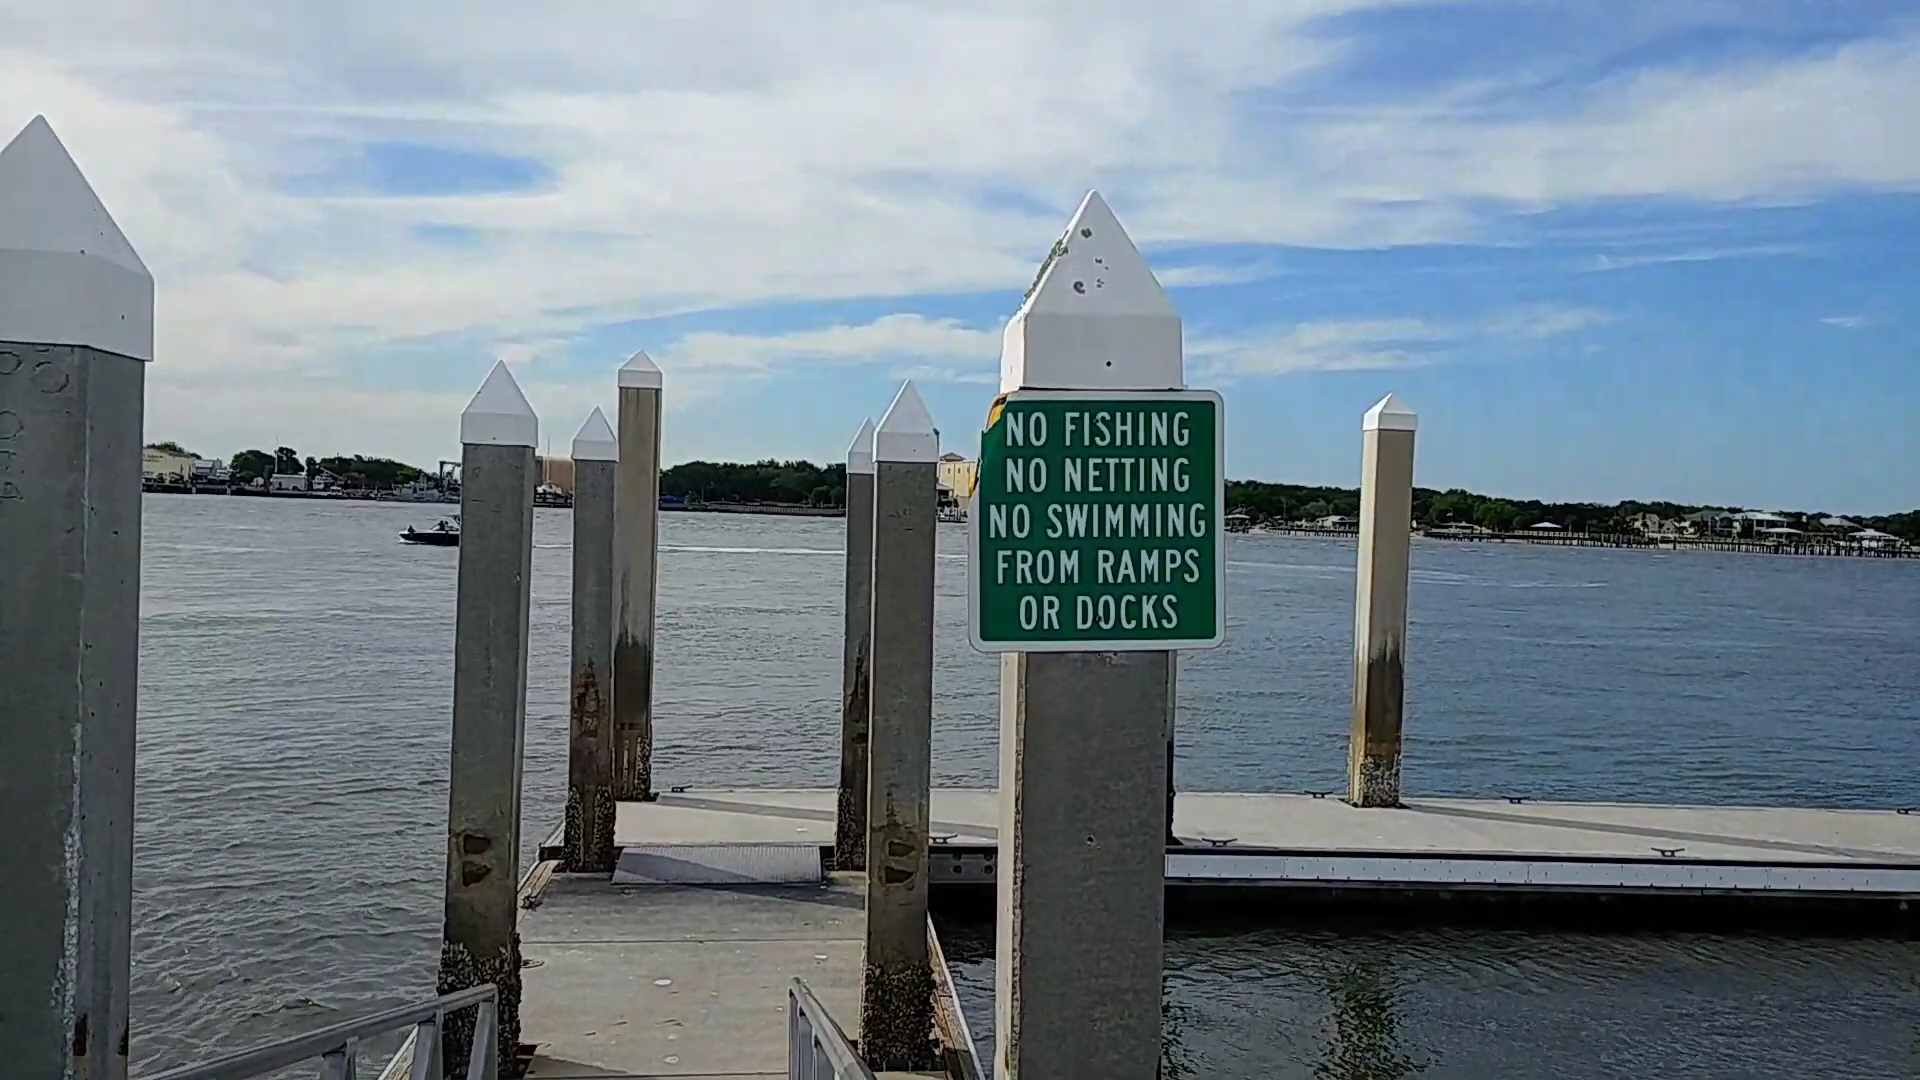 NO FISHING
NO NETTING
NO SWIMMING
FROM RAMPS
OR DOCKS